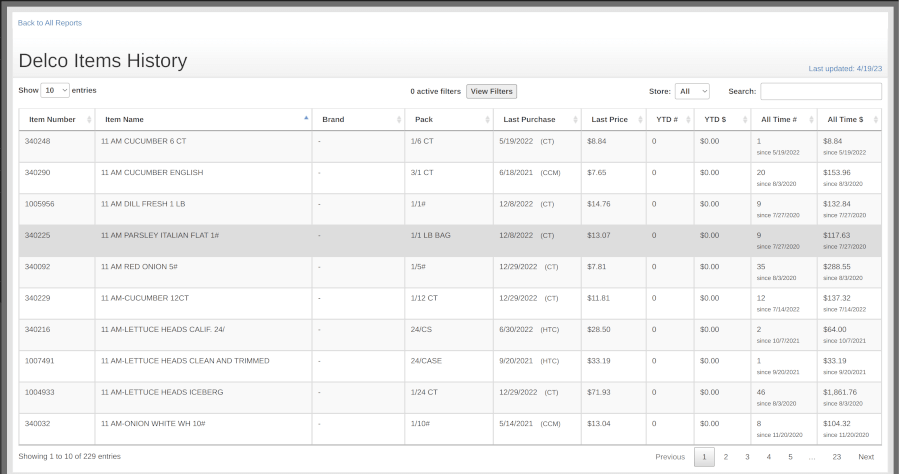 Back to All Reports
Delco Items History
Last updated: 4/19/23
Show 10 entries 0 active filters View Filters Store: All Search:
Item Number Item Name Brand Pack Last Purchase Last Price YTD # YTD $ All Time # All Time $
340248 11 AM CUCUMBER 6 CT - 1/6 CT 5/19/2022 (CT) $8.84 0 $0.00 1 $8.84
since 5/19/2022 since 5/19/2022
340290 11 AM CUCUMBER ENGLISH - 3/1 CT 6/18/2021 (CCM) $7.65 0 $0.00 20 $153.96
since 8/3/2020 since 8/3/2020
1005956 11 AM DILL FRESH 1 LB - 1/1# 12/8/2022 (CT) $14.76 0 $0.00 9 $132.84
since 7/27/2020 since 7/27/2020
340225 11 AM PARSLEY ITALIAN FLAT 1# - 1/1 LB BAG 12/8/2022 (CT) $13.07 0 $0.00 9 $117.63
since 7/27/2020 since 7/27/2020
340092 11 AM RED ONION 5# - 1/5# 12/29/2022 (CT) $7.81 0 $0.00 35 $288.55
since 8/3/2020 since 8/3/2020
340229 11 AM-CUCUMBER 12CT - 1/12 CT 12/29/2022 (CT) $11.81 0 $0.00 12 $137.32
since 7/14/2022 since 7/14/2022
340216 11 AM-LETTUCE HEADS CALIF. 24/ - 24/CS 6/30/2022 (HTC) $28.50 0 $0.00 2 $64.00
since 10/7/2021 since 10/7/2021
1007491 11 AM-LETTUCE HEADS CLEAN AND TRIMMED - 24/CASE 9/20/2021 (HTC) $33.19 0 $0.00 1 $33.19
since 9/20/2021 since 9/20/2021
1004933 11 AM-LETTUCE HEADS ICEBERG - 1/24 CT 12/29/2022 (CT) $71.93 0 $0.00 46 $1,861.76
since 8/3/2020 since 8/3/2020
340032 11 AM-ONION WHITE WH 10# - 1/10# 5/14/2021 (CCM) $13.04 0 $0.00 8 $104.32
since 11/20/2020 since 11/20/2020
Showing 1 to 10 of 229 entries Previous 1 2 3 4 5 … 23 Next